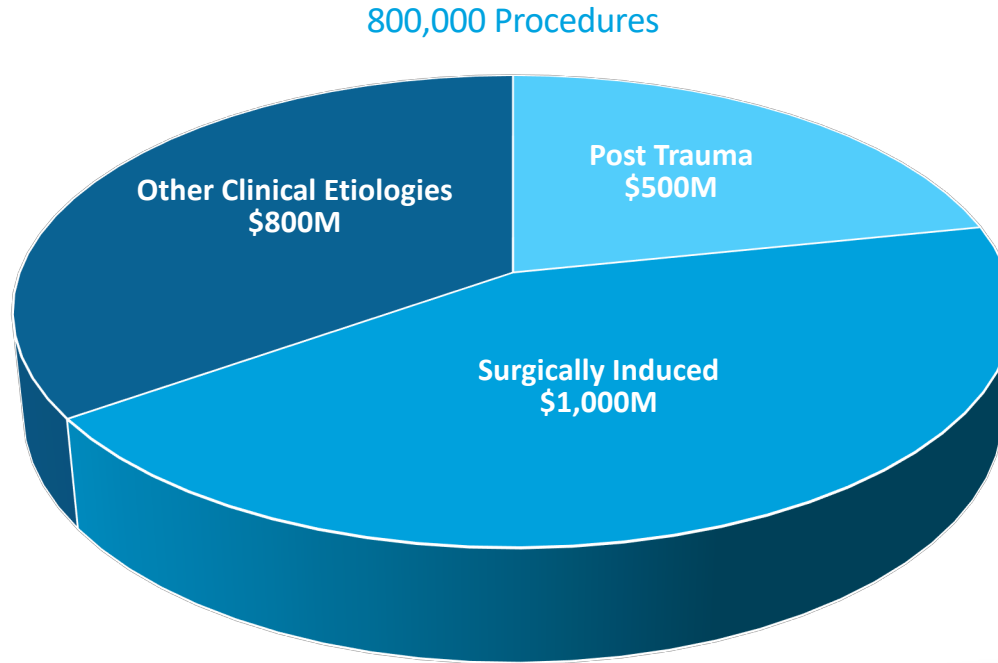 800,000 Procedures
Post Trauma
$500M
Other Clinical Etiologies
$800M
Surgically Induced
$1,000M